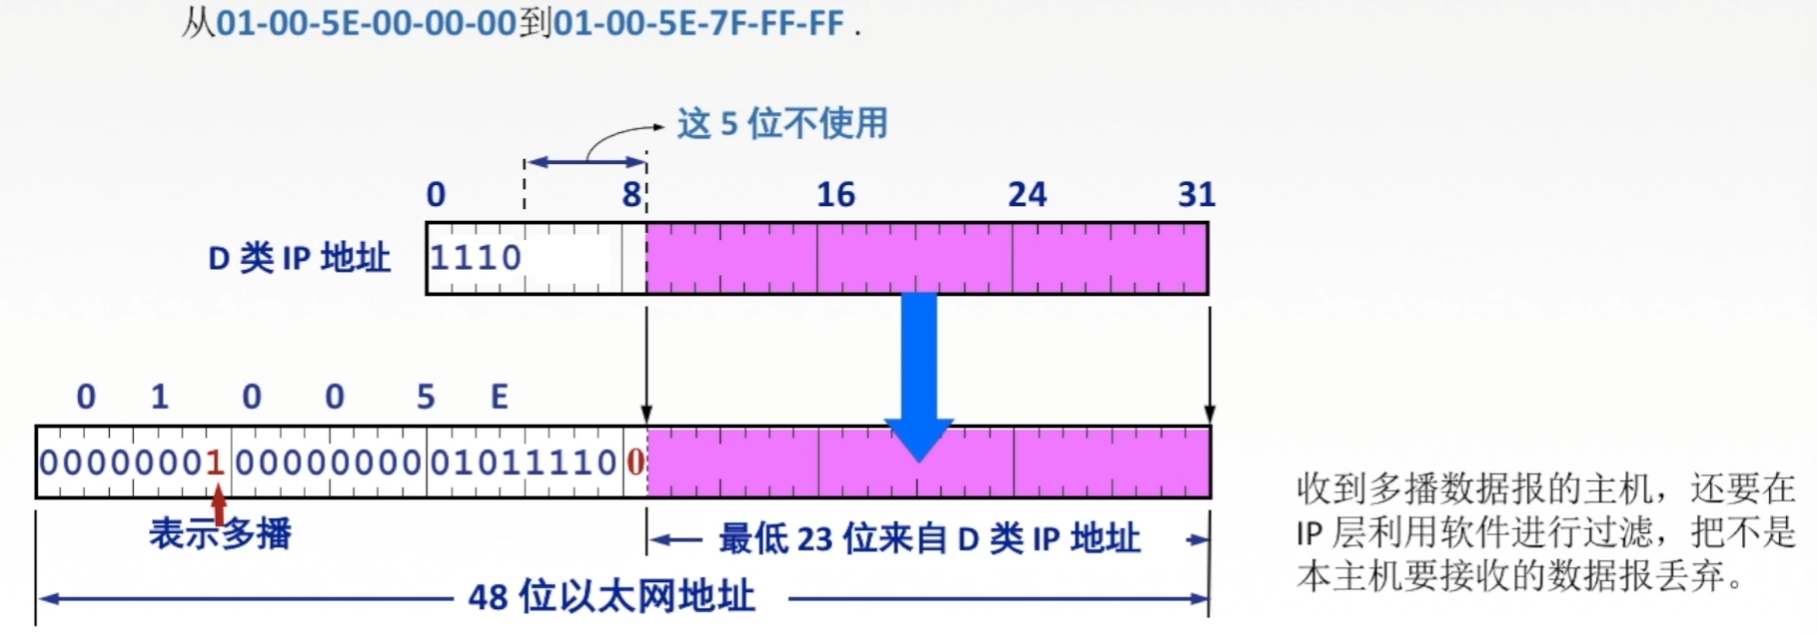 从01-00-5E-00-00-00到01-00-5E-7F-FF-FF .
这 5 位不使用
0 8 16 24 31
D 类 IP 地址 1110
0 1 0 0 5 E
00000001 00000000 01011110 0
表示多播
最低 23 位来自 D 类 IP 地址
48 位以太网地址
收到多播数据报的主机，还要在
IP 层利用软件进行过滤，把不是
本主机要接收的数据报丢弃。